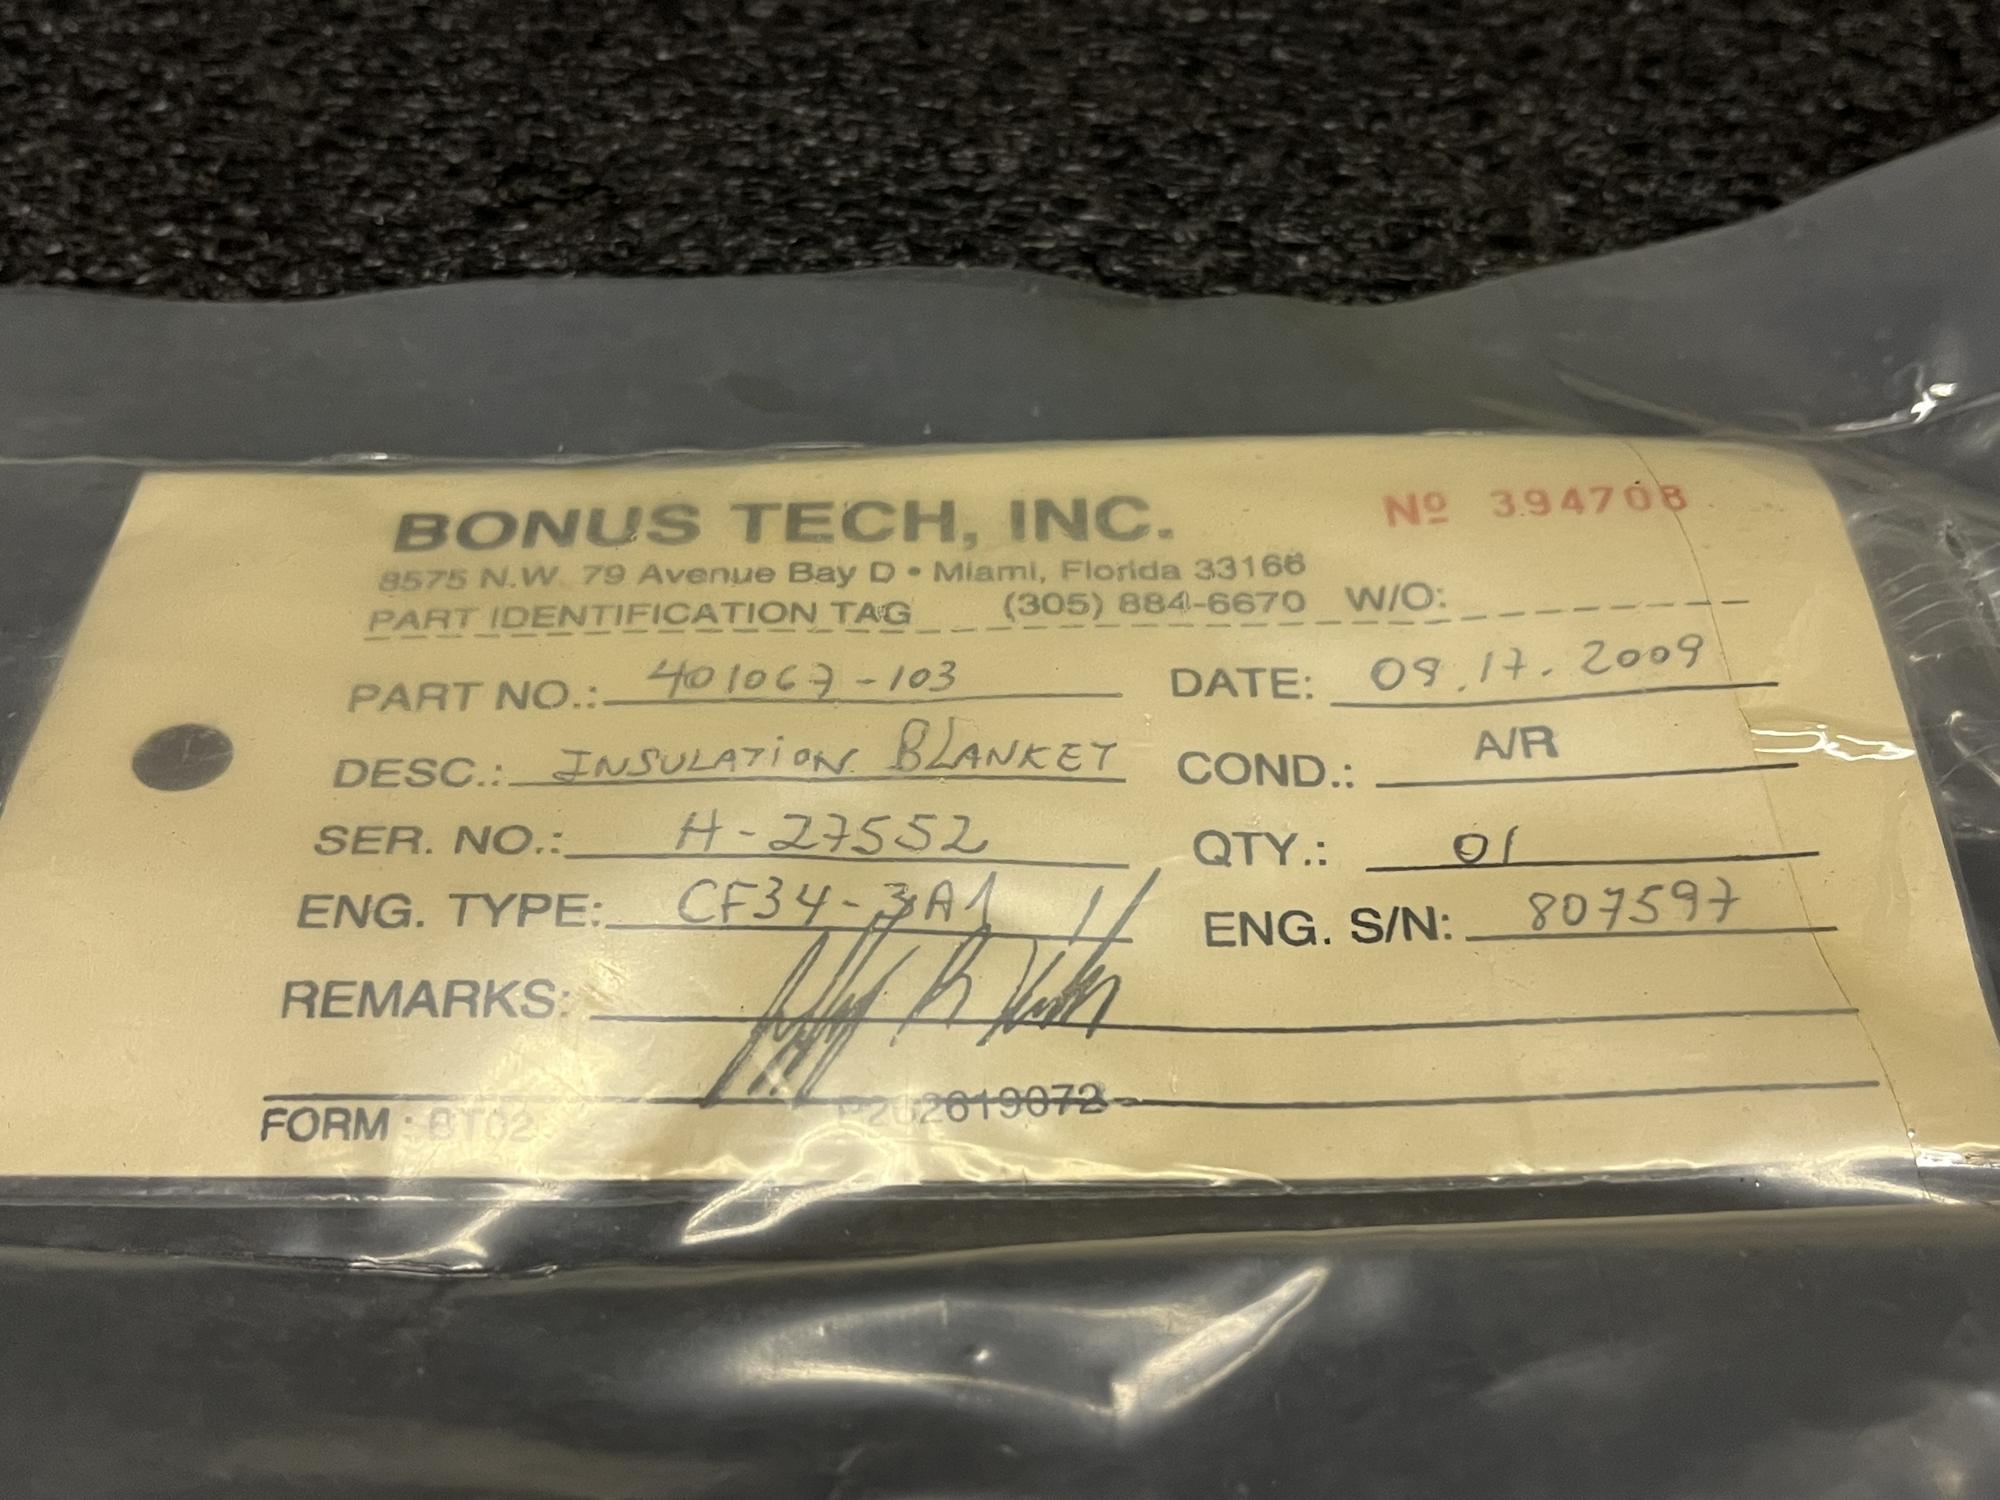 BONUS TECH, INC. Nº 394708
8575 N.W. 79 Avenue Bay D • Miami, Florida 33166
PART IDENTIFICATION TAG (305) 884-6670 W/O:
PART NO.: 401067-103 DATE: 09.17.2009
DESC.: INSULATION BLANKET COND.: A/R
SER. NO.: H-27552 QTY.: 01
ENG. TYPE: CF34-3A1 ENG. S/N: 807597
REMARKS:
FORM : BT02